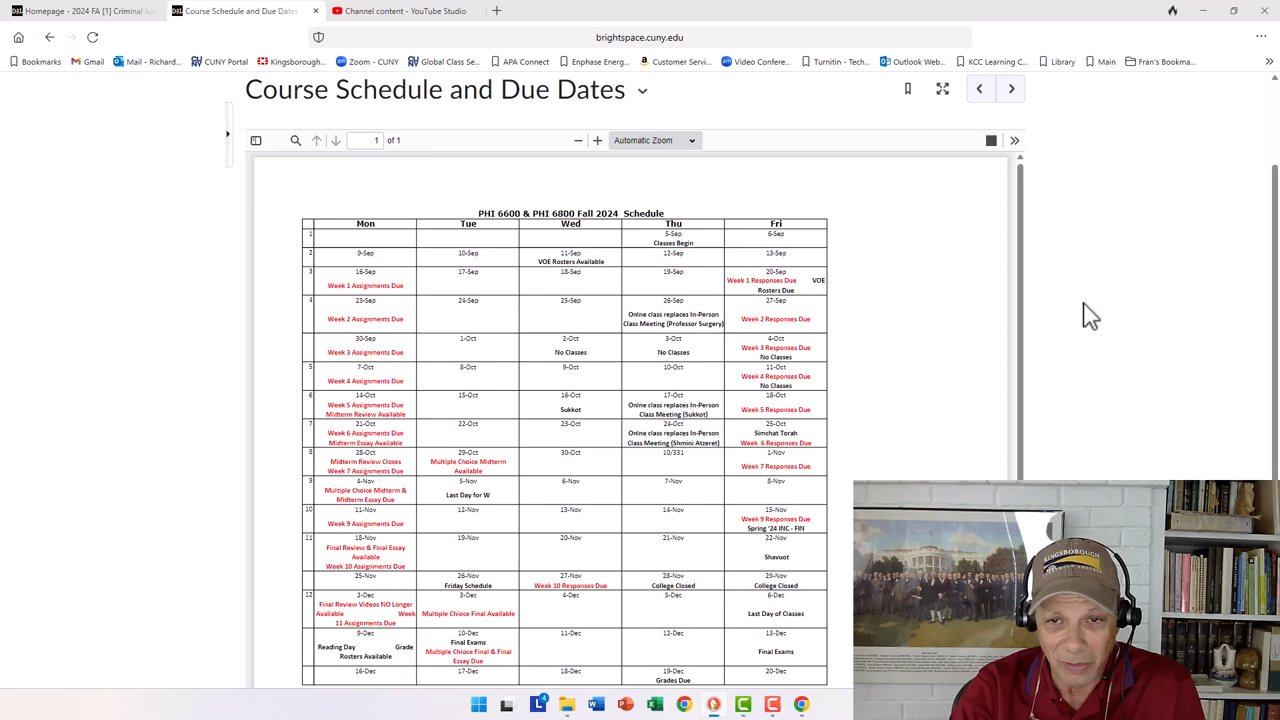 Homepage - 2024 FA [1] Criminal Jus
Course Schedule and Due Dates
Channel content - YouTube Studio
brightspace.cuny.edu
Bookmarks
Gmail
Mail - Richard...
CUNY Portal
Kingsborough...
Zoom - CUNY
Global Class Se...
APA Connect
Enphase Energ...
Customer Servi...
Video Confere...
Turnitin - Tech...
Outlook Web...
KCC Learning C...
Library
Main
Fran's Bookma...
Course Schedule and Due Dates
1 of 1
Automatic Zoom
PHI 6600 & PHI 6800 Fall 2024 Schedule
Mon Tue Wed Thu Fri
1 5-Sep 6-Sep
Classes Begin
2 9-Sep 10-Sep 11-Sep 12-Sep 13-Sep
VOE Rosters Available
3 16-Sep 17-Sep 18-Sep 19-Sep 20-Sep
Week 1 Assignments Due Week 1 Responses Due VOE
Rosters Due
4 23-Sep 24-Sep 25-Sep 26-Sep 27-Sep
Week 2 Assignments Due Onlne class replaces In-Person Week 2 Responses Due
Class Meeting (Professor Surgery)
30-Sep 1-Oct 2-Oct 3-Oct 4-Oct
Week 3 Assignments Due No Classes No Classes Week 3 Responses Due
No Classes
5 7-Oct 8-Oct 9-Oct 10-Oct 11-Oct
Week 4 Assignments Due Week 4 Responses Due
No Classes
6 14-Oct 15-Oct 16-Oct 17-Oct 18-Oct
Week 5 Assignments Due Sukkot Onlne class replaces In-Person Week 5 Responses Due
Midterm Review Available Class Meeting (Sukkot)
7 21-Oct 22-Oct 23-Oct 24-Oct 25-Oct
Week 6 Assignments Due Onlne class replaces In-Person Simchat Torah
Midterm Essay Available Class Meeting (Shmini Atzeret) Week 6 Responses Due
8 28-Oct 29-Oct 30-Oct 10/331 1-Nov
Midterm Review Closes Multiple Choice Midterm Week 7 Responses Due
Week 7 Assignments Due Available
9 4-Nov 5-Nov 6-Nov 7-Nov 8-Nov
Multiple Choice Midterm & Last Day for W
Midterm Essay Due
10 11-Nov 12-Nov 13-Nov 14-Nov 15-Nov
Week 9 Assignments Due Week 9 Responses Due
Spring '24 INC - FIN
11 18-Nov 19-Nov 20-Nov 21-Nov 22-Nov
Final Review & Final Essay Shavuot
Available
Week 10 Assignments Due
25-Nov 26-Nov 27-Nov 28-Nov 29-Nov
Friday Schedule Week 10 Responses Due College Closed College Closed
12 2-Dec 3-Dec 4-Dec 5-Dec 6-Dec
Final Review Videos NO Longer
Available Week Multiple Chioce Final Available Last Day of Classes
11 Assignments Due
9-Dec 10-Dec 11-Dec 12-Dec 13-Dec
Reading Day Grade Final Exams Final Exams
Rosters Available Multiple Chioce Final & Final
Essay Due
16-Dec 17-Dec 18-Dec 19-Dec 20-Dec
Grades Due
KINGSBOROUGH